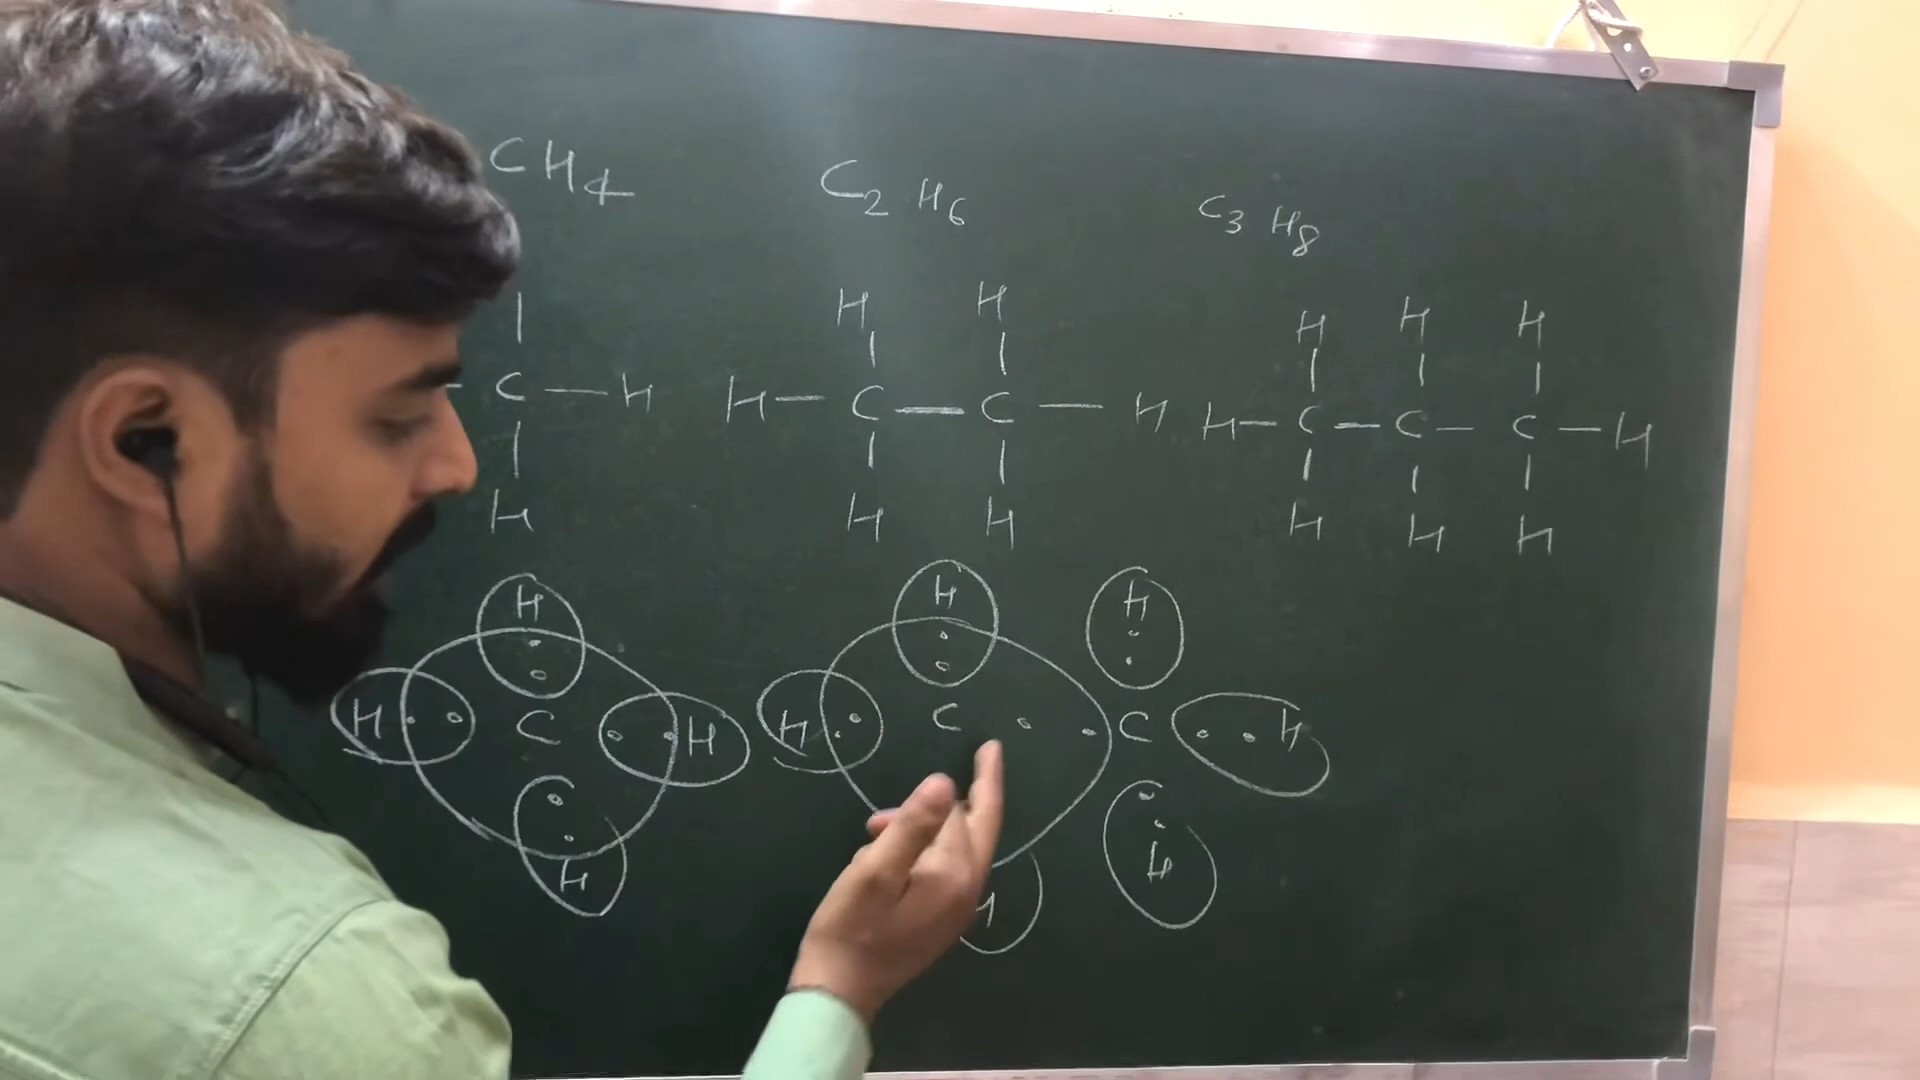 CH4 C2H6 C3H8
H H H H H
C—H H—C—C—H H—C—C—C—H
H H H H H H
H H H
H C H H C C H
H H H